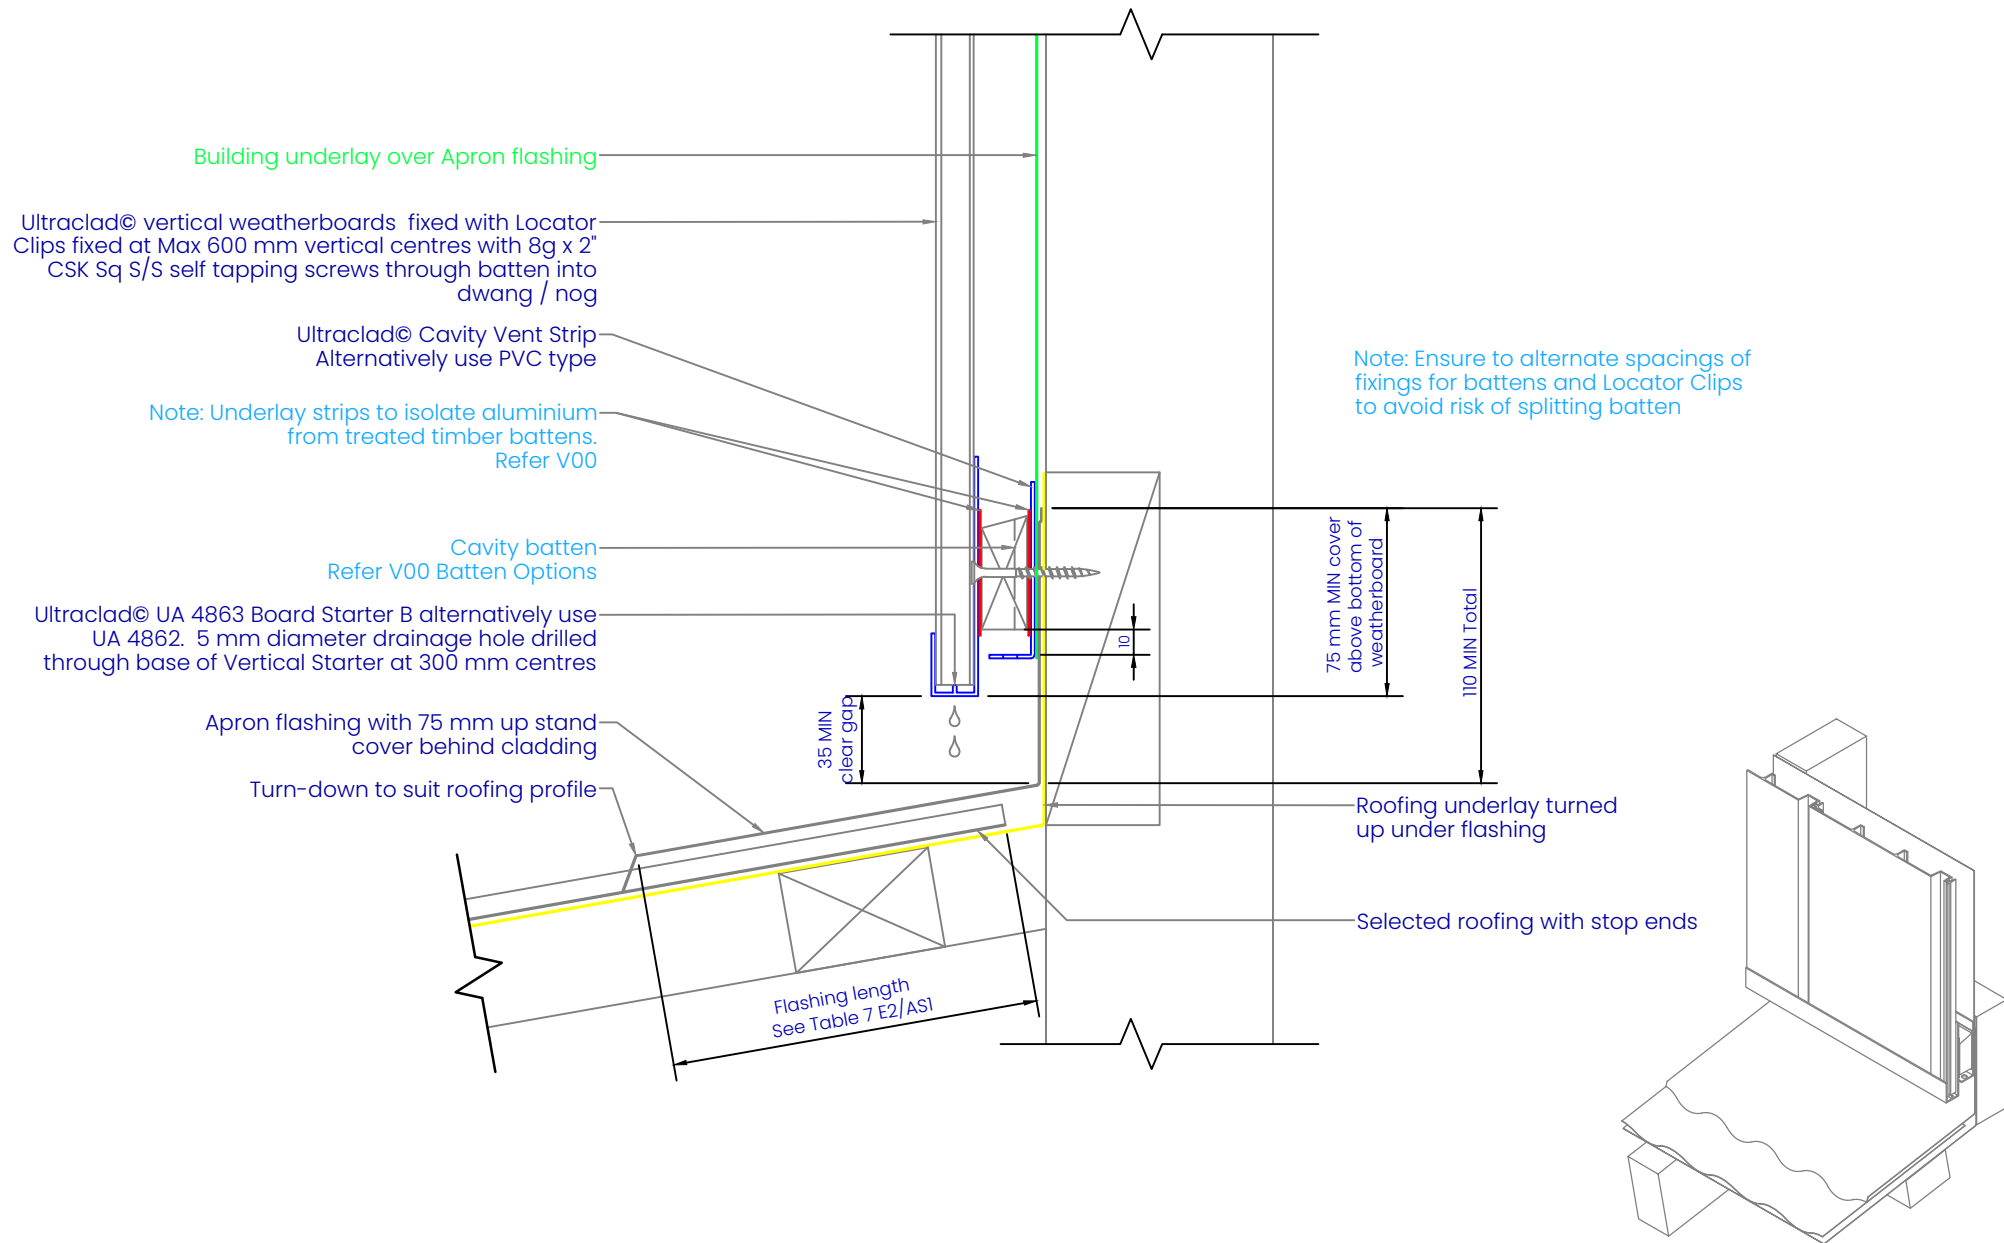 Building underlay over Apron flashing
Ultraclad© vertical weatherboards fixed with Locator
Clips fixed at Max 600 mm vertical centres with 8g x 2"
CSK Sq S/S self tapping screws through batten into
dwang / nog
Ultraclad© Cavity Vent Strip
Alternatively use PVC type
Note: Underlay strips to isolate aluminium
from treated timber battens.
Refer V00
Cavity batten
Refer V00 Batten Options
Ultraclad© UA 4863 Board Starter B alternatively use
UA 4862. 5 mm diameter drainage hole drilled
through base of Vertical Starter at 300 mm centres
Apron flashing with 75 mm up stand
cover behind cladding
Turn-down to suit roofing profile
Note: Ensure to alternate spacings of
fixings for battens and Locator Clips
to avoid risk of splitting batten
10
75 mm MIN cover
above bottom of
weatherboard
110 MIN Total
35 MIN
clear gap
Roofing underlay turned
up under flashing
Selected roofing with stop ends
Flashing length
See Table 7 E2/AS1